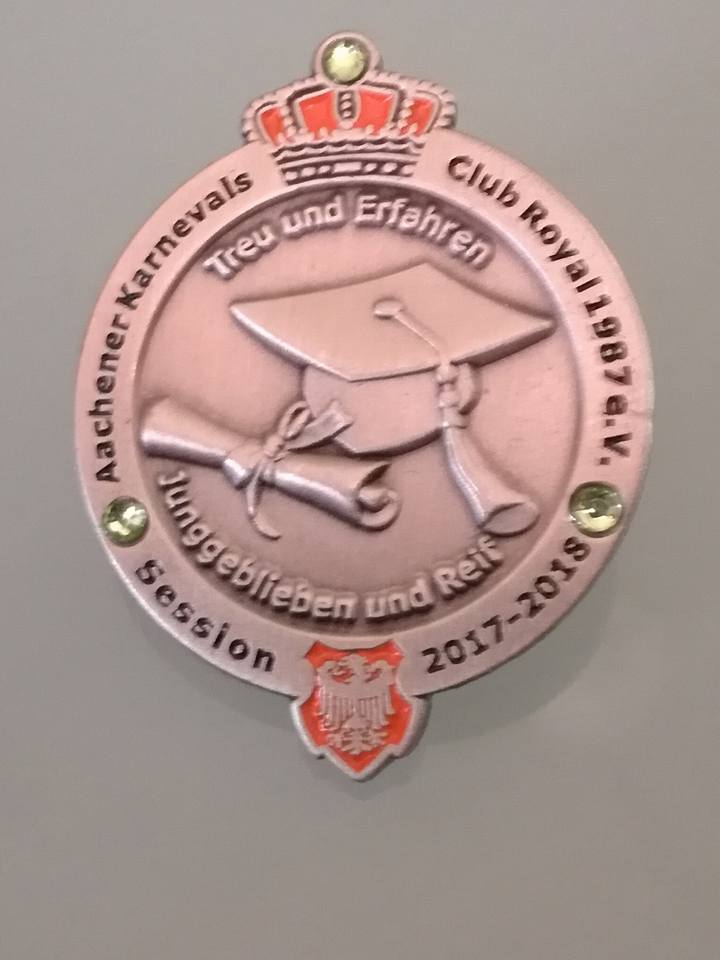 Aachener Karnevals Club Royal 1987 e.V.
Treu und Erfahren
Junggeblieben und Reif
Session 2017-2018